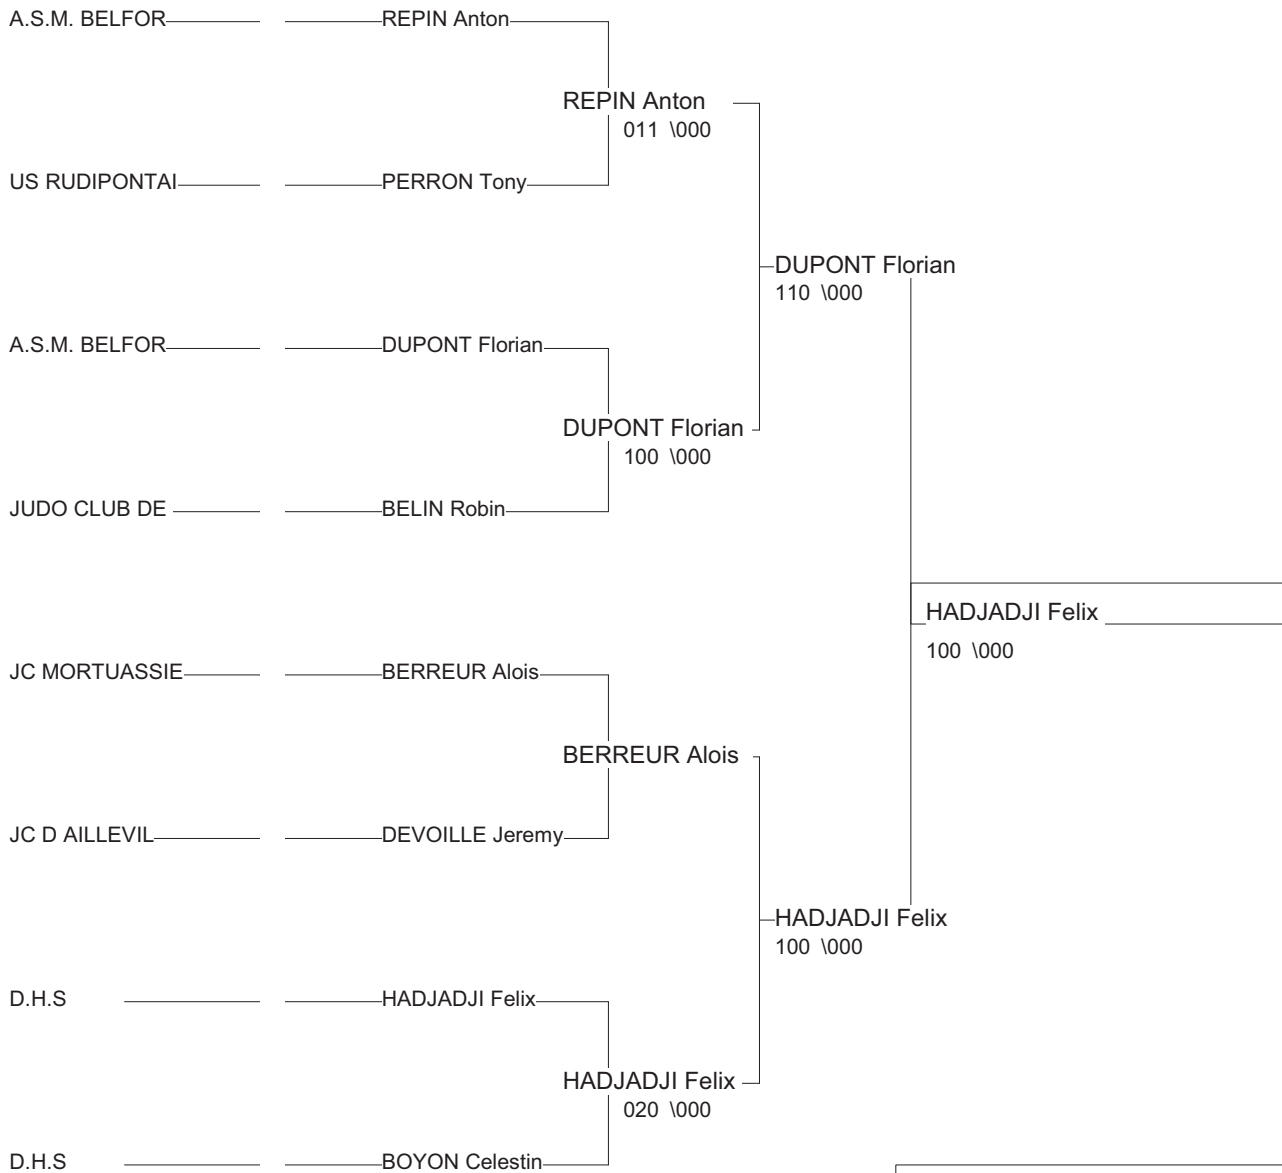 A.S.M. BELFOR REPIN Anton
REPIN Anton
011 \000
US RUDIPONTAI PERRON Tony
DUPONT Florian
110 \000
A.S.M. BELFOR DUPONT Florian
DUPONT Florian
100 \000
JUDO CLUB DE BELIN Robin
HADJADJI Felix
100 \000
JC MORTUASSIE BERREUR Alois
BERREUR Alois
JC D AILLEVIL DEVOILLE Jeremy
HADJADJI Felix
100 \000
D.H.S HADJADJI Felix
HADJADJI Felix
020 \000
D.H.S BOYON Celestin